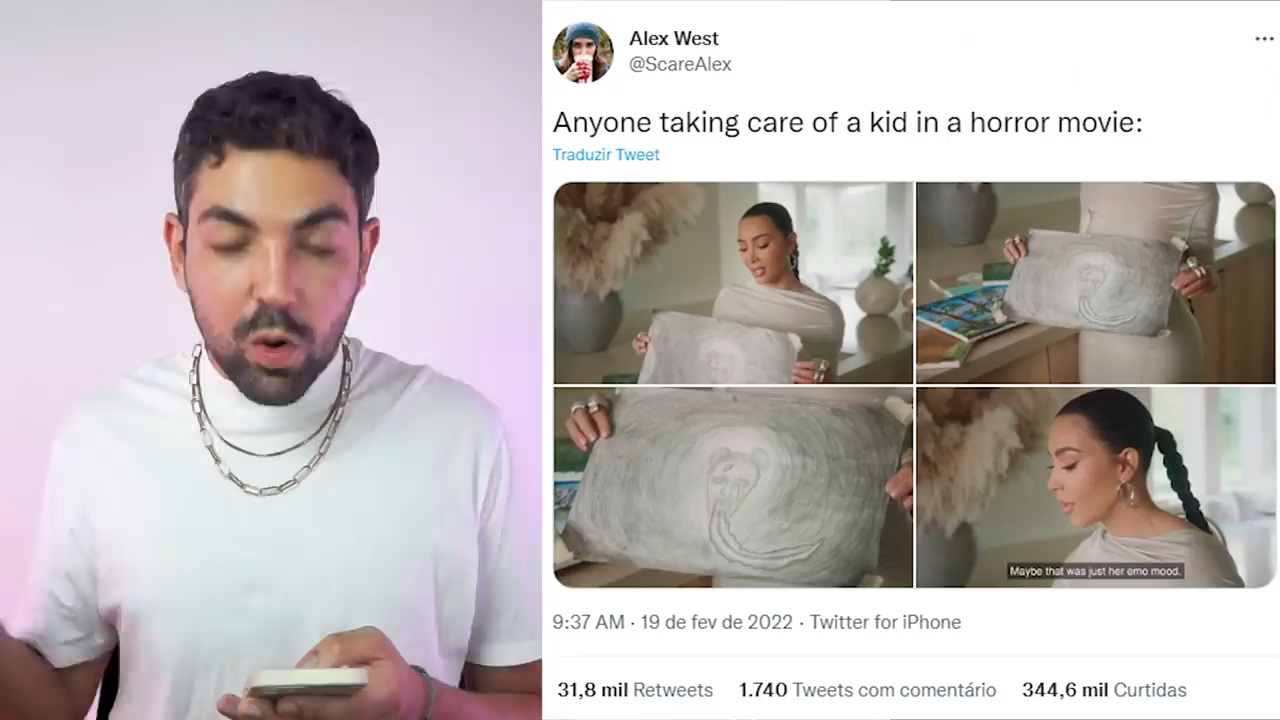 Alex West
@ScareAlex
Anyone taking care of a kid in a horror movie:
Traduzir Tweet
Maybe that was just her emo mood.
9:37 AM · 19 de fev de 2022 · Twitter for iPhone
31,8 mil Retweets 1.740 Tweets com comentário 344,6 mil Curtidas